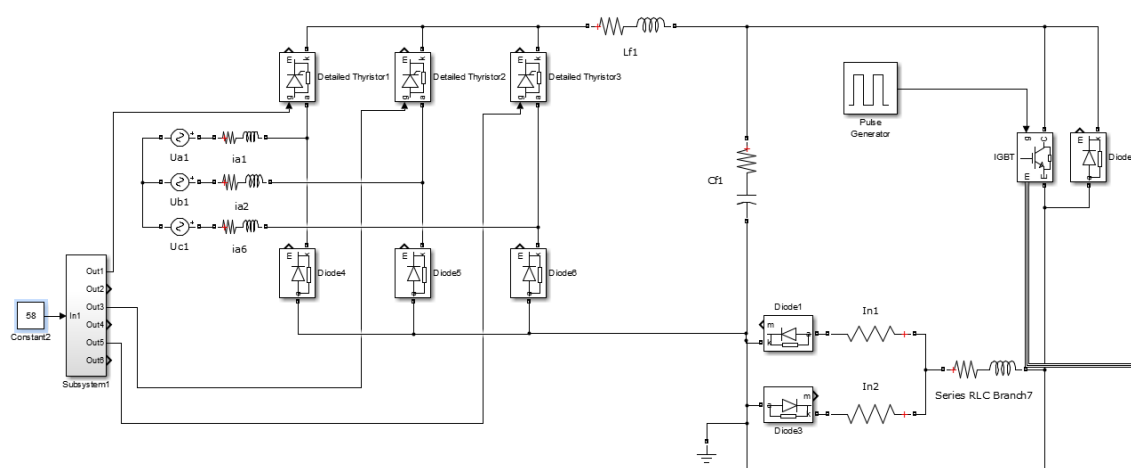 Lf1
m
k
g
a
Detailed Thyristor1
m
k
g
a
Detailed Thyristor2
m
k
g
a
Detailed Thyristor3
Pulse
Generator
g
C
m
E
IGBT
m
k
a
Diode
Ua1
ia1
Ub1
ia2
Uc1
ia6
Cf1
m
k
a
Diode4
m
k
a
Diode5
m
k
a
Diode6
58
Constant2
In1
Out1
Out2
Out3
Out4
Out5
Out6
Subsystem1
Diode1
m
a
k
In1
In2
a
m
k
Diode3
Series RLC Branch7